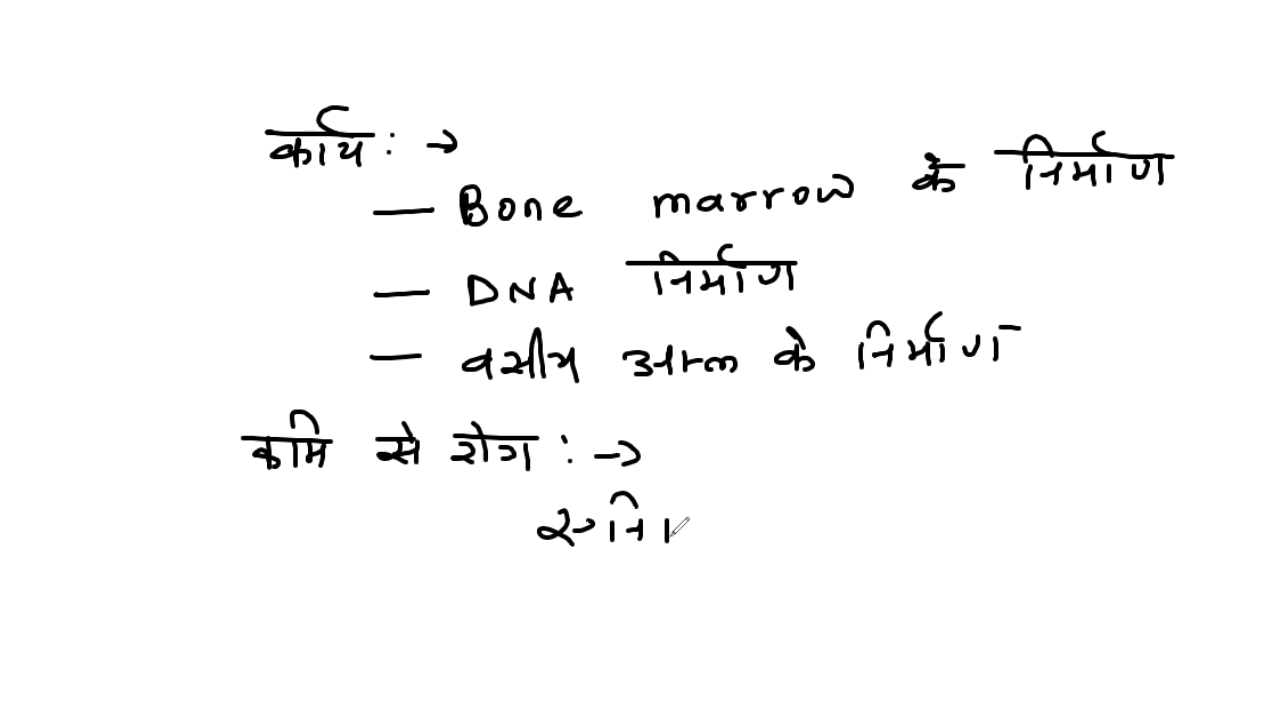 कार्य :→
— Bone marrow के निर्माण
— DNA निर्माण
— वसीय अम्ल के निर्माण
कमि से रोग :→